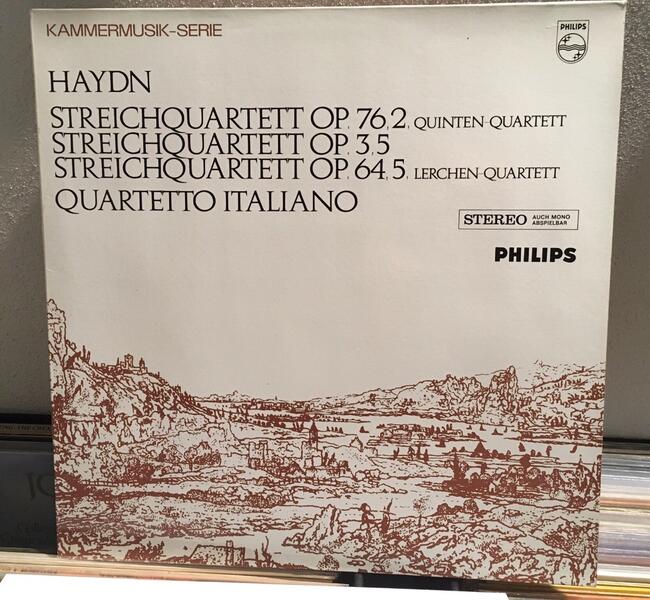 KAMMERMUSIK-SERIE
PHILIPS
HAYDN
STREICHQUARTETT OP. 76,2, QUINTEN-QUARTETT
STREICHQUARTETT OP. 3,5
STREICHQUARTETT OP. 64,5, LERCHEN-QUARTETT
QUARTETTO ITALIANO
STEREO AUCH MONO ABSPIELBAR
PHILIPS